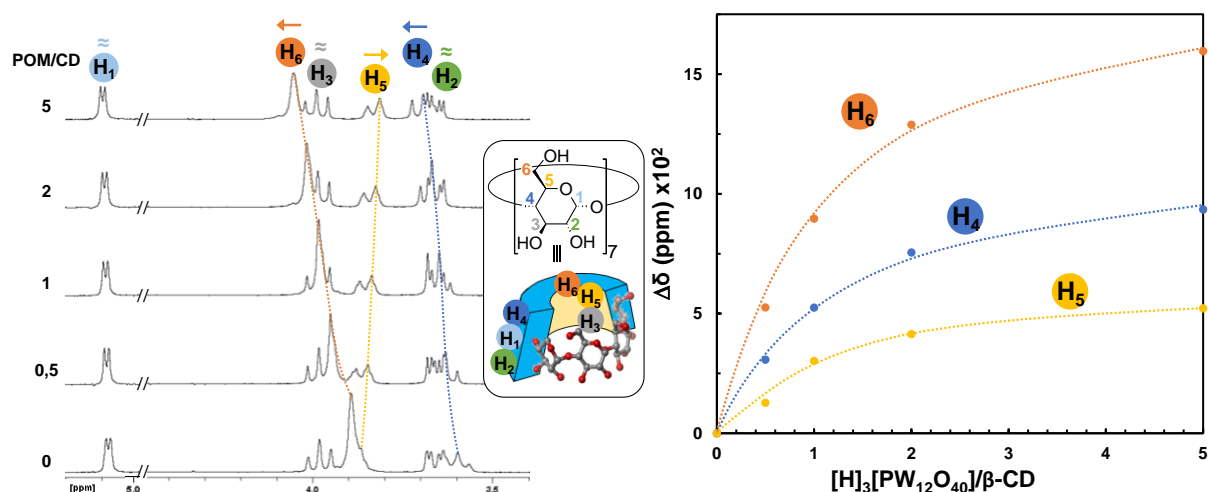 ≈ ← ≈ → ← ≈
POM/CD H₁ H₆ H₃ H₅ H₄ H₂
5
2
1
0,5
0
[ppm] 5.0 4.0 3.5
OH
6
5
4 O 1
O
3 2
HO OH 7
≡
H₆
H₅
H₄ H₃
H₁
H₂
Δδ (ppm) x10²
15
10
5
0
H₆
H₄
H₅
0 1 2 3 4 5
[H]₃[PW₁₂O₄₀]/β-CD